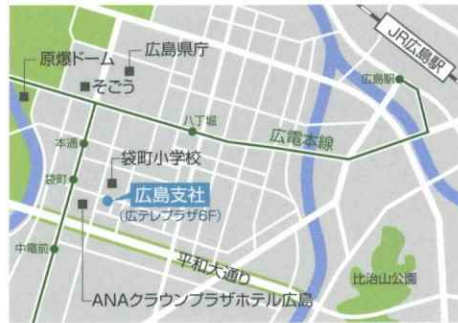 JR広島駅
広島県庁
原爆ドーム
そごう
広島駅
八丁堀
広電本線
本通
袋町小学校
袋町
広島支社
(広テレプラザ6F)
中電前
平和大通り
比治山公園
ANAクラウンプラザホテル広島